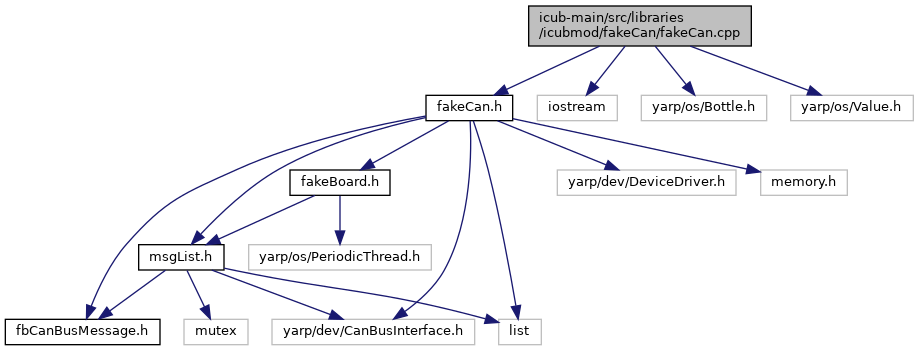 icub-main/src/libraries
/icubmod/fakeCan/fakeCan.cpp
fakeCan.h
iostream
yarp/os/Bottle.h
yarp/os/Value.h
fakeBoard.h
yarp/dev/DeviceDriver.h
memory.h
msgList.h
yarp/os/PeriodicThread.h
fbCanBusMessage.h
mutex
yarp/dev/CanBusInterface.h
list